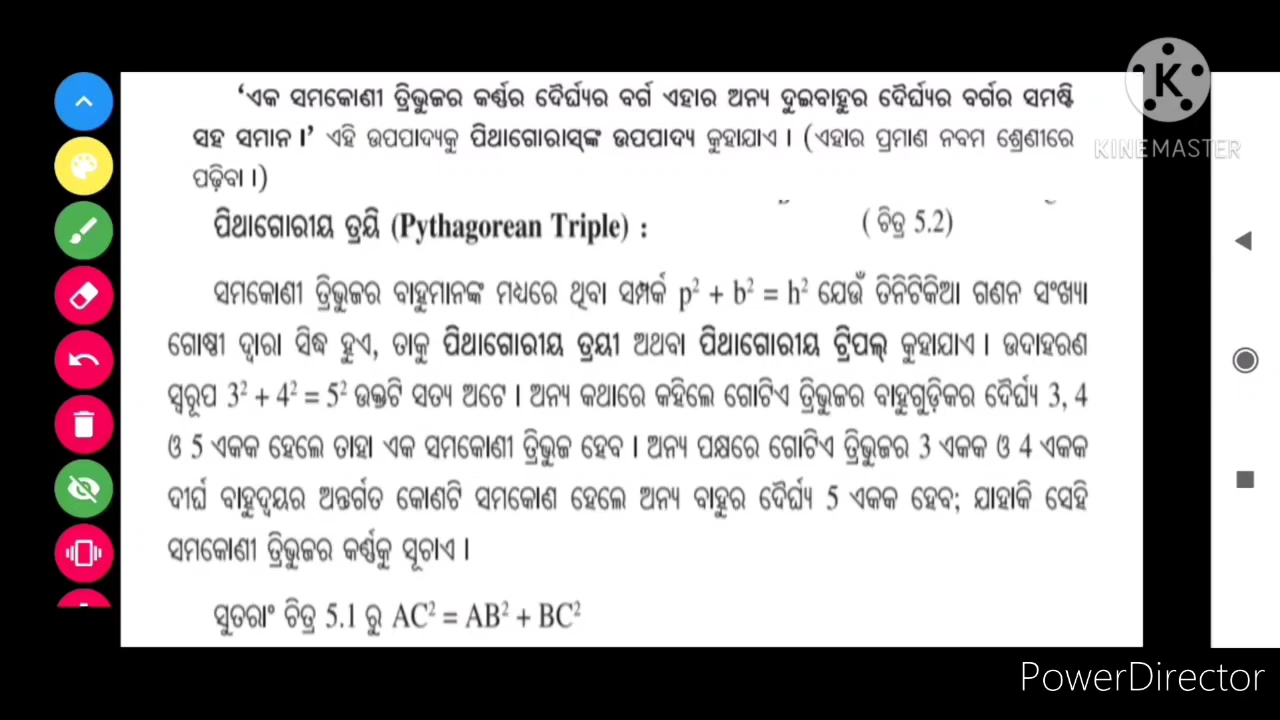 ‘ଏକ ସମକୋଣୀ ତ୍ରିଭୁଜର କର୍ଣ୍ଣର ଦୈର୍ଘ୍ୟର ବର୍ଗ ଏହାର ଅନ୍ୟ ଦୁଇବାହୁର ଦୈର୍ଘ୍ୟର ବର୍ଗର ସମଷ୍ଟି
ସହ ସମାନ ।’ ଏହି ଉପପାଦ୍ୟକୁ ପିଥାଗୋରାସ୍‌ଙ୍କ ଉପପାଦ୍ୟ କୁହାଯାଏ । (ଏହାର ପ୍ରମାଣ ନବମ ଶ୍ରେଣୀରେ
ପଢ଼ିବା ।)
ପିଥାଗୋରୀୟ ତ୍ରୟି (Pythagorean Triple) :
( ଚିତ୍ର 5.2)
ସମକୋଣୀ ତ୍ରିଭୁଜର ବାହୁମାନଙ୍କ ମଧ୍ୟରେ ଥିବା ସମ୍ପର୍କ p² + b² = h² ଯେଉଁ ତିନିଟିକିଆ ଗଣନ ସଂଖ୍ୟା
ଗୋଷ୍ଠୀ ଦ୍ୱାରା ସିଦ୍ଧ ହୁଏ, ତାକୁ ପିଥାଗୋରୀୟ ତ୍ରୟୀ ଅଥବା ପିଥାଗୋରୀୟ ଟ୍ରିପଲ୍ କୁହାଯାଏ । ଉଦାହରଣ
ସ୍ୱରୂପ 3² + 4² = 5² ଉକ୍ତଟି ସତ୍ୟ ଅଟେ । ଅନ୍ୟ କଥାରେ କହିଲେ ଗୋଟିଏ ତ୍ରିଭୁଜର ବାହୁଗୁଡ଼ିକର ଦୈର୍ଘ୍ୟ 3, 4
ଓ 5 ଏକକ ହେଲେ ତାହା ଏକ ସମକୋଣୀ ତ୍ରିଭୁଜ ହେବ । ଅନ୍ୟ ପକ୍ଷରେ ଗୋଟିଏ ତ୍ରିଭୁଜର 3 ଏକକ ଓ 4 ଏକକ
ଦୀର୍ଘ ବାହୁଦ୍ୱୟର ଅନ୍ତର୍ଗତ କୋଣଟି ସମକୋଣ ହେଲେ ଅନ୍ୟ ବାହୁର ଦୈର୍ଘ୍ୟ 5 ଏକକ ହେବ; ଯାହାକି ସେହି
ସମକୋଣୀ ତ୍ରିଭୁଜର କର୍ଣ୍ଣକୁ ସୂଚାଏ ।
ସୁତରାଂ ଚିତ୍ର 5.1 ରୁ AC² = AB² + BC²
K
KINEMASTER
PowerDirector